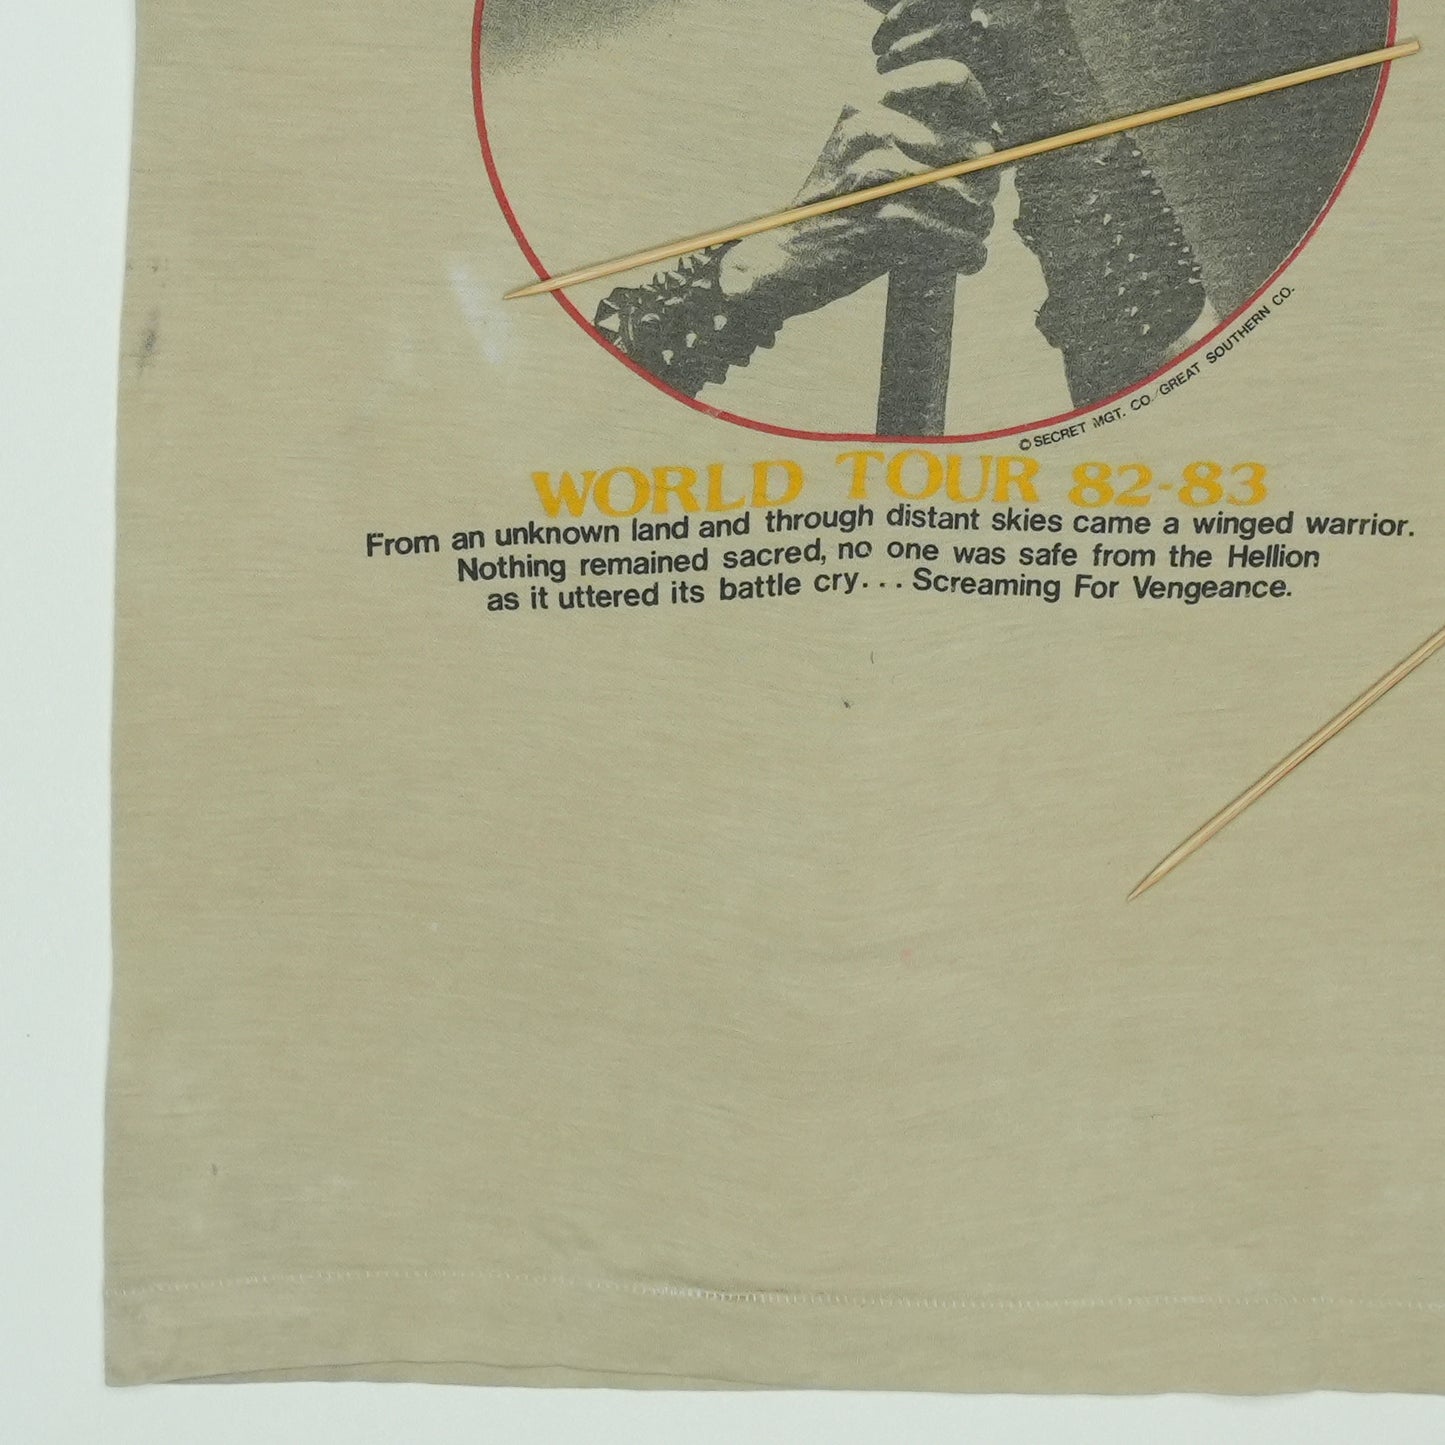 © SECRET MGT. CO./GREAT SOUTHERN CO.
WORLD TOUR 82-83
From an unknown land and through distant skies came a winged warrior.
Nothing remained sacred, no one was safe from the Hellion
as it uttered its battle cry... Screaming For Vengeance.